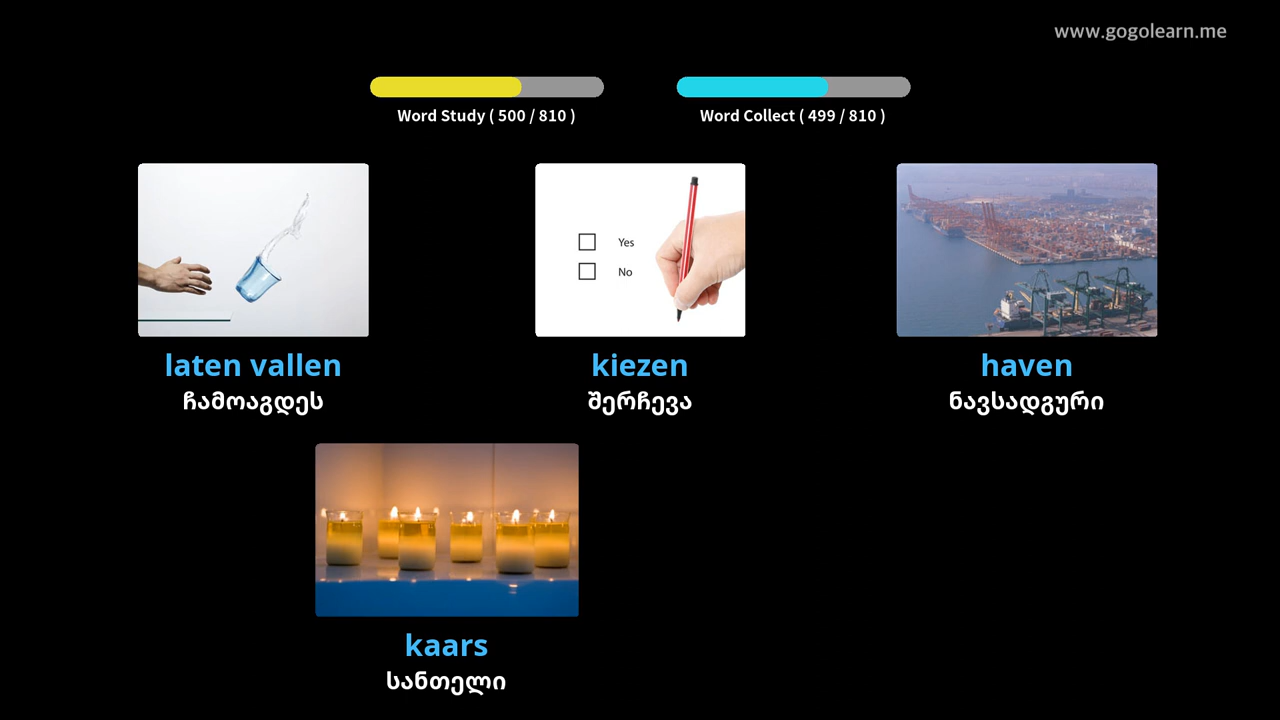 www.gogolearn.me
Word Study ( 500 / 810 )
Word Collect ( 499 / 810 )
Yes
No
laten vallen
ჩამოაგდეს
kiezen
შერჩევა
haven
ნავსადგური
kaars
სანთელი